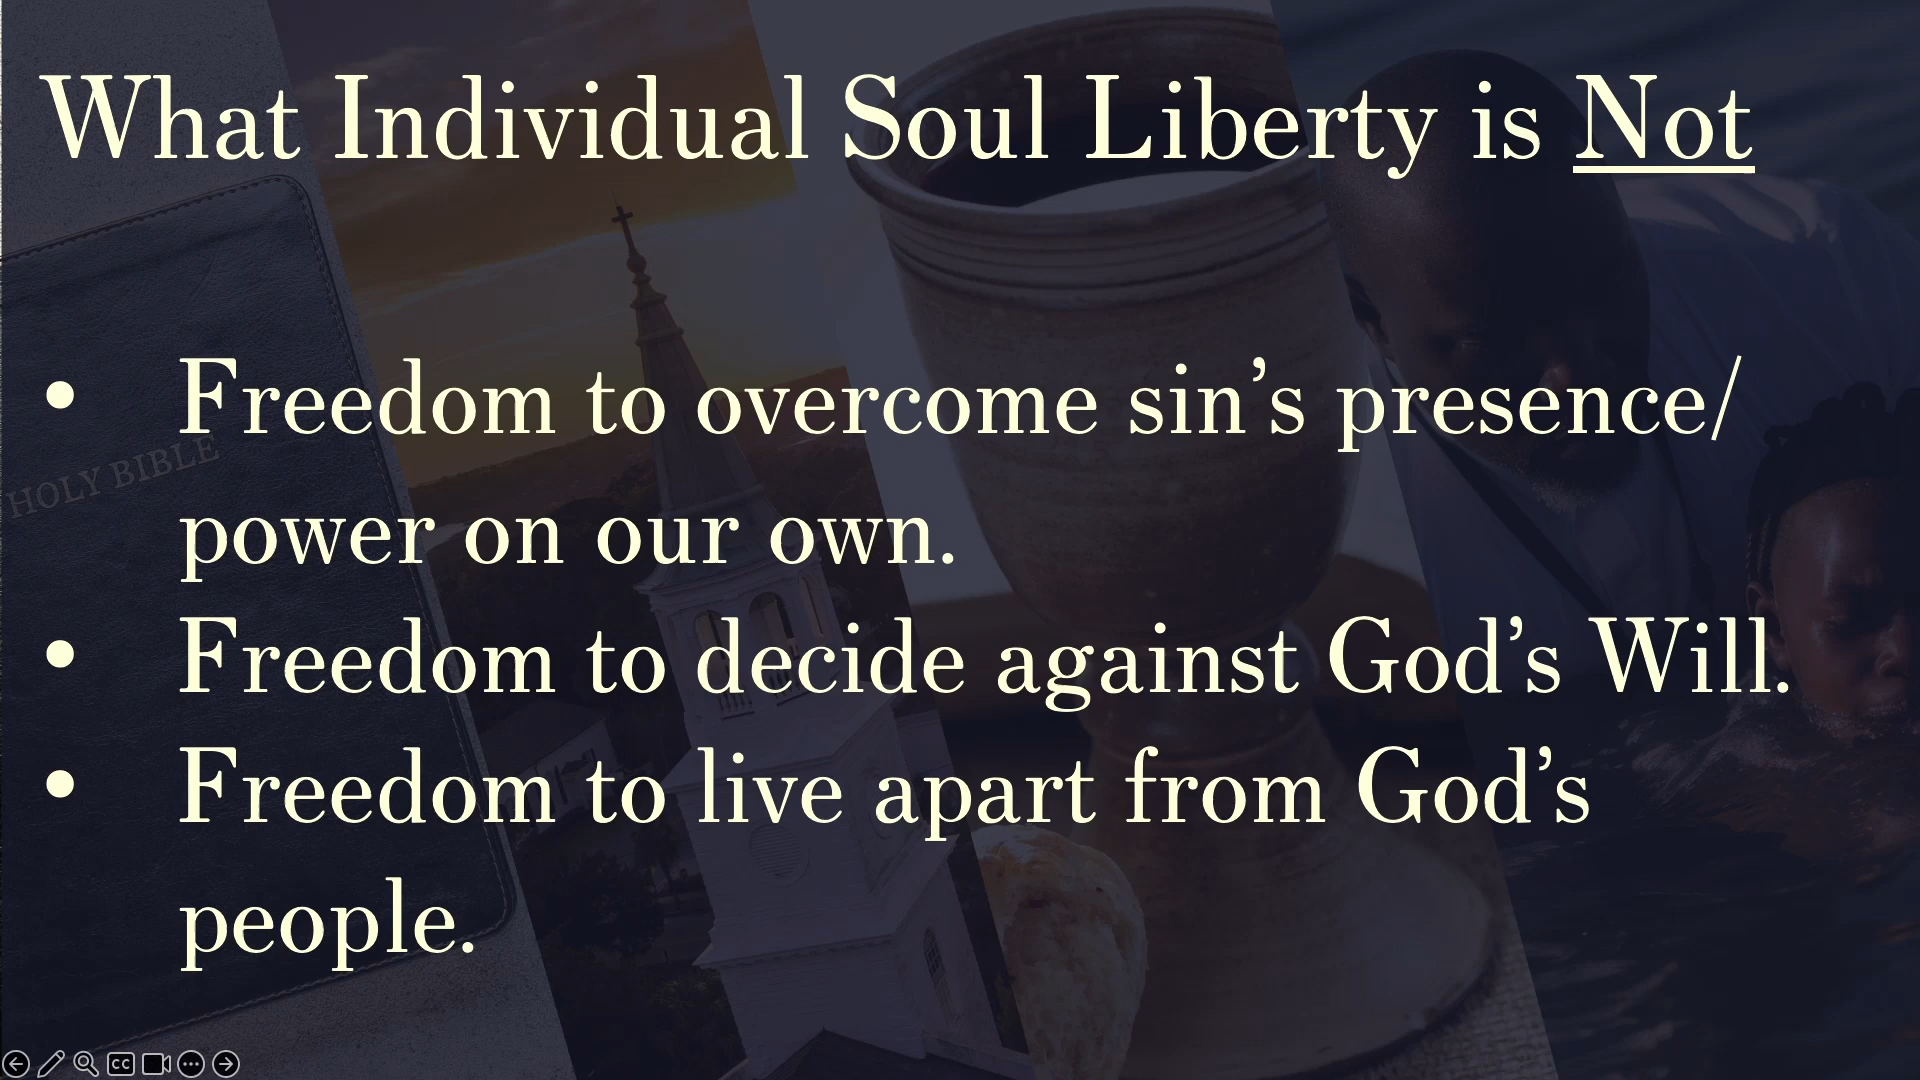 What Individual Soul Liberty is Not
• Freedom to overcome sin’s presence/
power on our own.
HOLY BIBLE
• Freedom to decide against God’s Will.
• Freedom to live apart from God’s
people.
CC